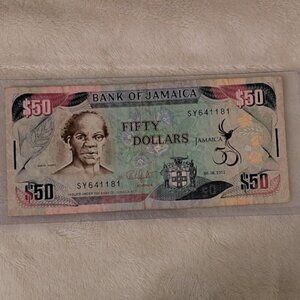 BANK OF JAMAICA
$50
$50
SY641181
FIFTY
DOLLARS
JAMAICA
50
SY641181
$50
$50